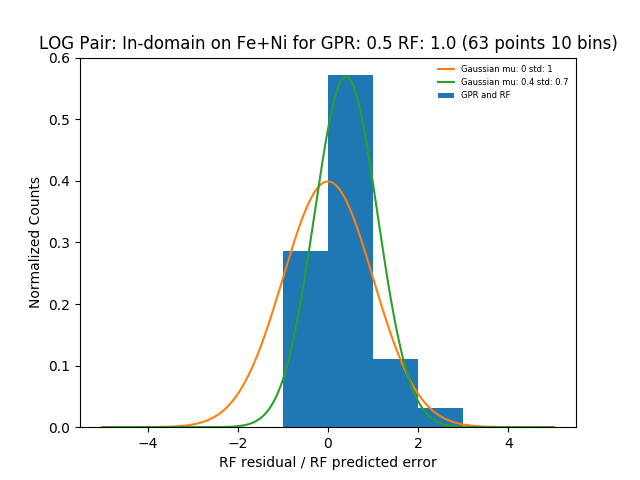 LOG Pair: In-domain on Fe+Ni for GPR: 0.5 RF: 1.0 (63 points 10 bins)
Gaussian mu: 0 std: 1
Gaussian mu: 0.4 std: 0.7
GPR and RF
Normalized Counts
0.6
0.5
0.4
0.3
0.2
0.1
0.0
−4 −2 0 2 4
RF residual / RF predicted error